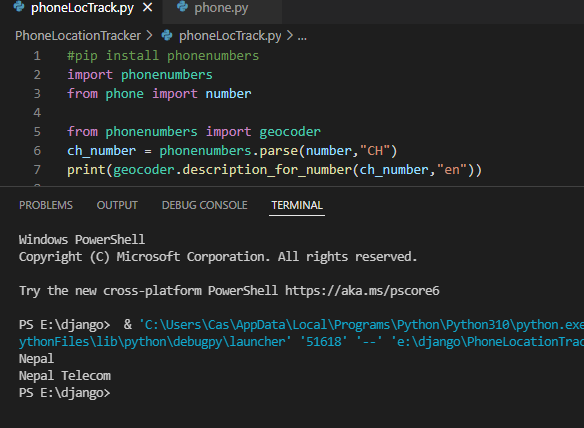 phoneLocTrack.py X phone.py
PhoneLocationTracker > phoneLocTrack.py > ...
1 #pip install phonenumbers
2 import phonenumbers
3 from phone import number
4
5 from phonenumbers import geocoder
6 ch_number = phonenumbers.parse(number,"CH")
7 print(geocoder.description_for_number(ch_number,"en"))
PROBLEMS OUTPUT DEBUG CONSOLE TERMINAL
Windows PowerShell
Copyright (C) Microsoft Corporation. All rights reserved.
Try the new cross-platform PowerShell https://aka.ms/pscore6
PS E:\django> & 'C:\Users\Cas\AppData\Local\Programs\Python\Python310\python.exe
ythonFiles\lib\python\debugpy\launcher' '51618' '--' 'e:\django\PhoneLocationTrac
Nepal
Nepal Telecom
PS E:\django>